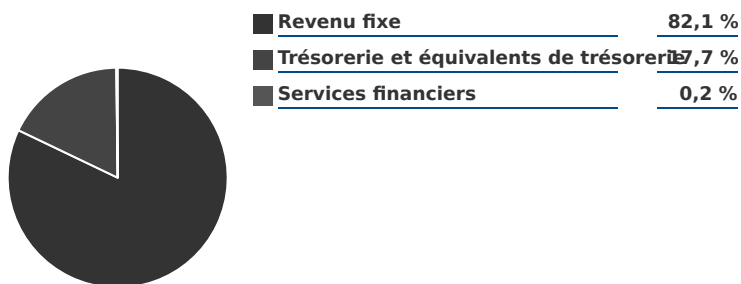 Revenu fixe 82,1 %
Trésorerie et équivalents de trésorerie 17,7 %
Services financiers 0,2 %